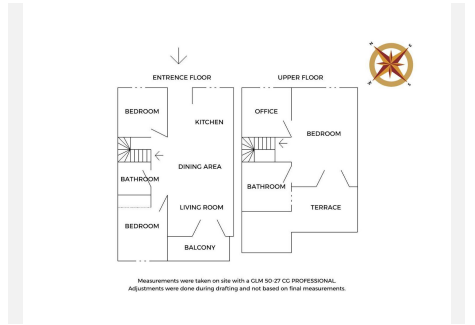 ENTRENCE FLOOR
UPPER FLOOR
BEDROOM
KITCHEN
OFFICE
BEDROOM
DINING AREA
BATHROOM
BATHROOM
LIVING ROOM
TERRACE
BEDROOM
BALCONY
Measurements were taken on site with a GLM 50-27 CG PROFESSIONAL.
Adjustments were done during drafting and not based on final measurements.